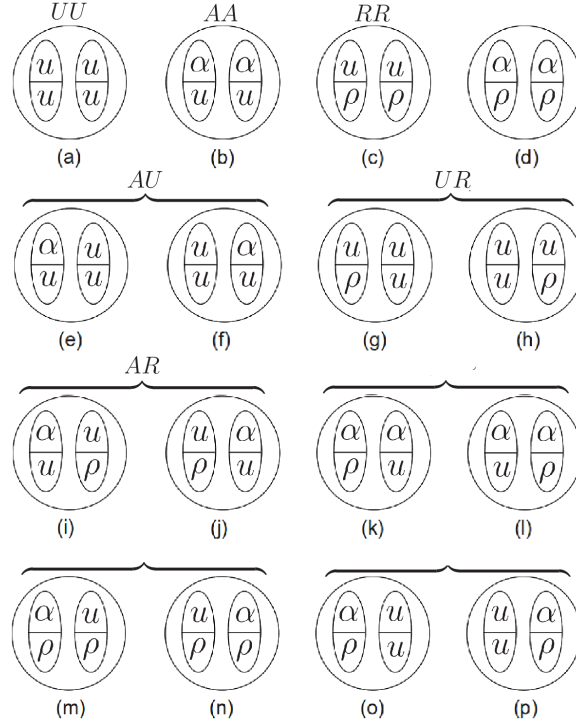 UU AA RR
u u α α u u α α
u u u u ρ ρ ρ ρ
(a) (b) (c) (d)
AU UR
α u u α u u u u
u u u u ρ u u ρ
(e) (f) (g) (h)
AR
α u u α α α α α
u ρ ρ u ρ u u ρ
(i) (j) (k) (l)
α u u α α u u α
ρ ρ ρ ρ ρ u u ρ
(m) (n) (o) (p)